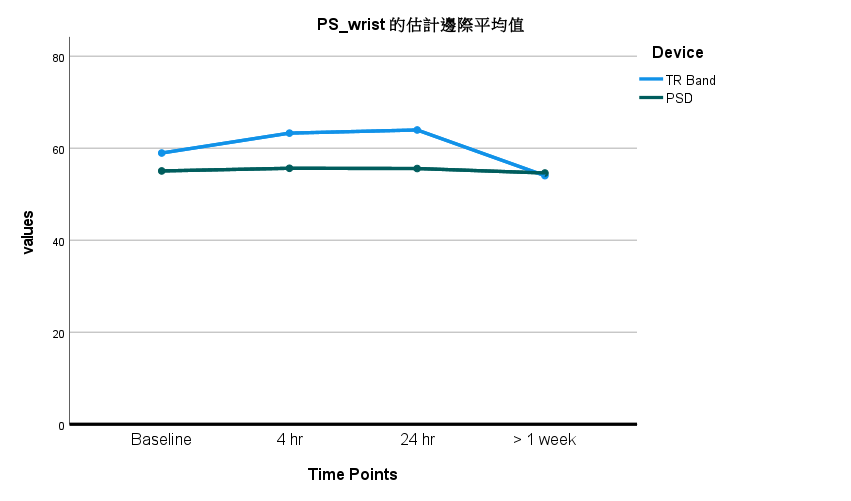 PS_wrist 的估計邊際平均值
Device
TR Band
PSD
values
80
60
40
20
0
Baseline
4 hr
24 hr
> 1 week
Time Points